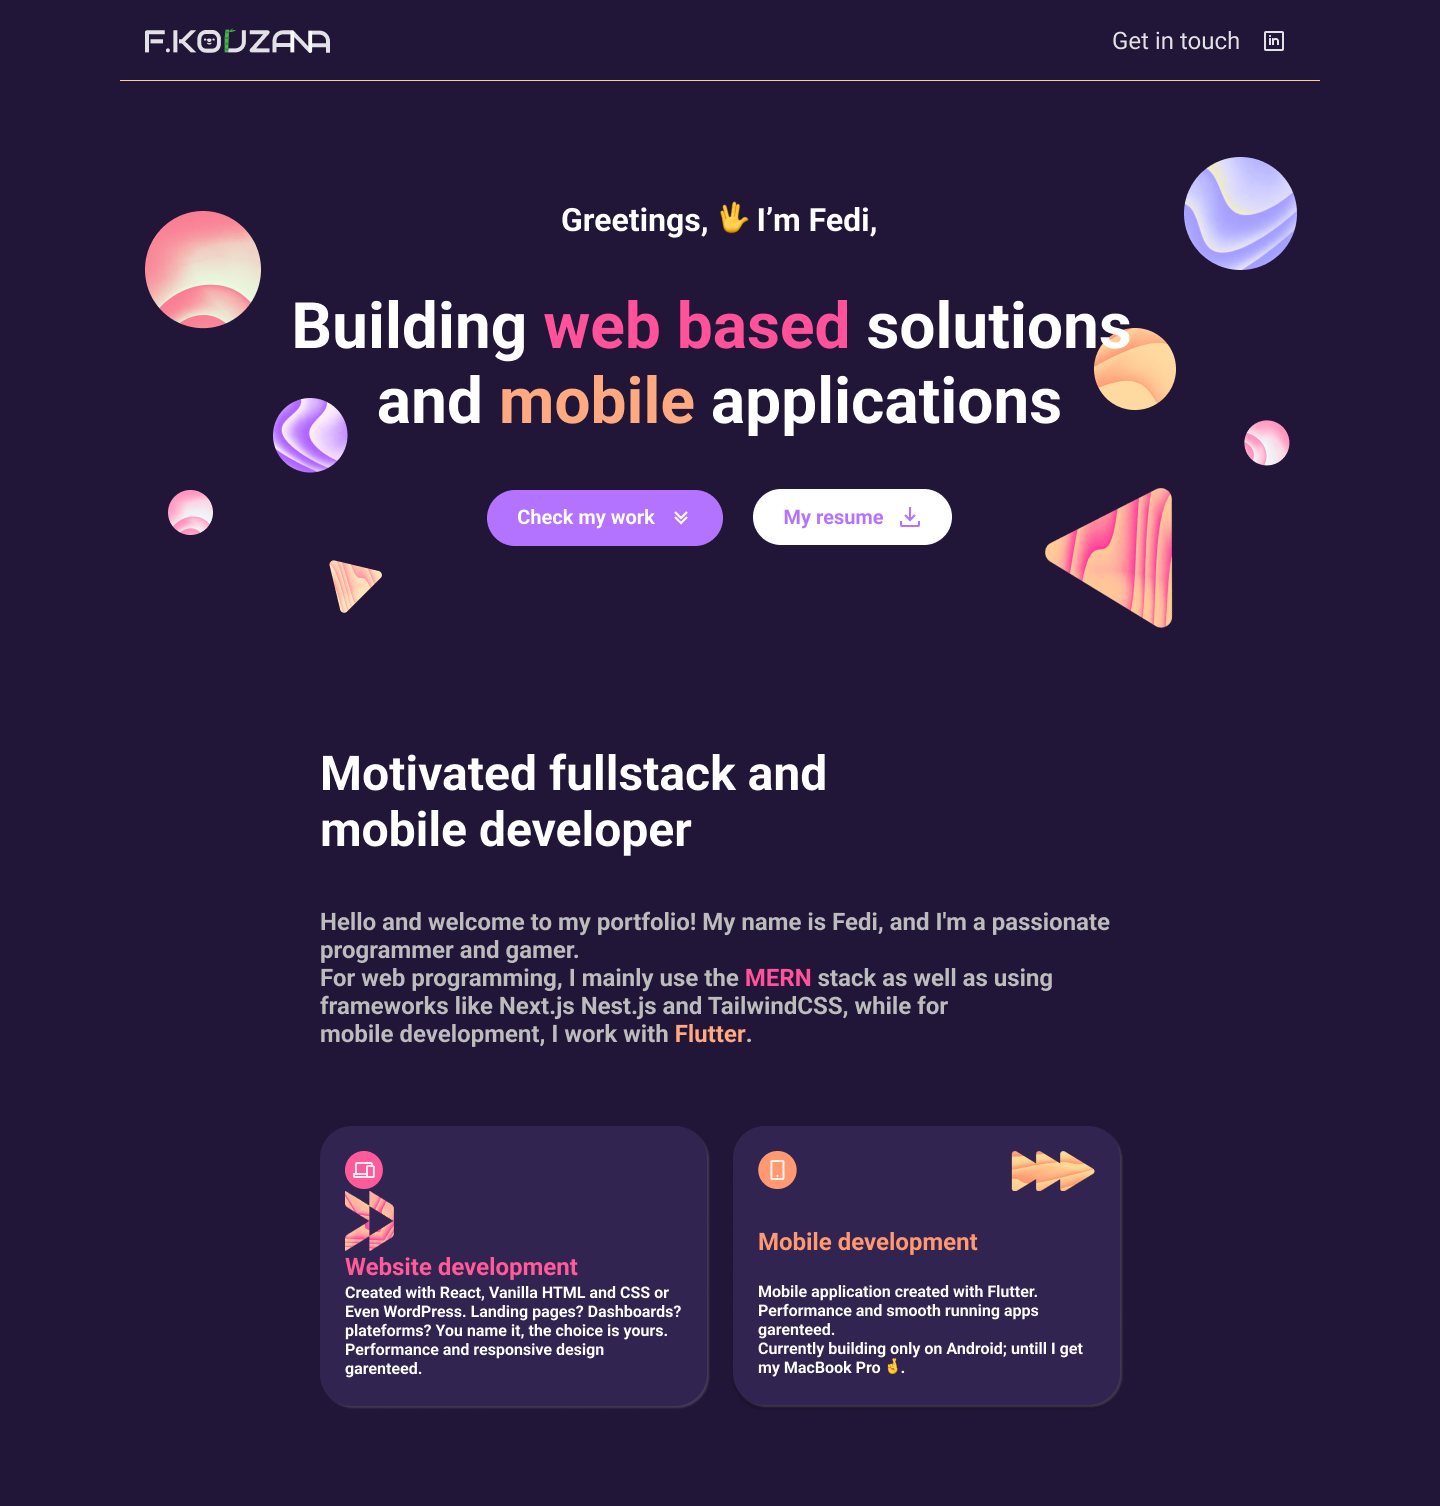 F.KOUZANA
Get in touch
Greetings, 🖖 I’m Fedi,
Building web based solutions
and mobile applications
Check my work
My resume
Motivated fullstack and
mobile developer
Hello and welcome to my portfolio! My name is Fedi, and I'm a passionate
programmer and gamer.
For web programming, I mainly use the MERN stack as well as using
frameworks like Next.js Nest.js and TailwindCSS, while for
mobile development, I work with Flutter.
Website development
Created with React, Vanilla HTML and CSS or
Even WordPress. Landing pages? Dashboards?
plateforms? You name it, the choice is yours.
Performance and responsive design
garenteed.
Mobile development
Mobile application created with Flutter.
Performance and smooth running apps
garenteed.
Currently building only on Android; untill I get
my MacBook Pro 🤞.